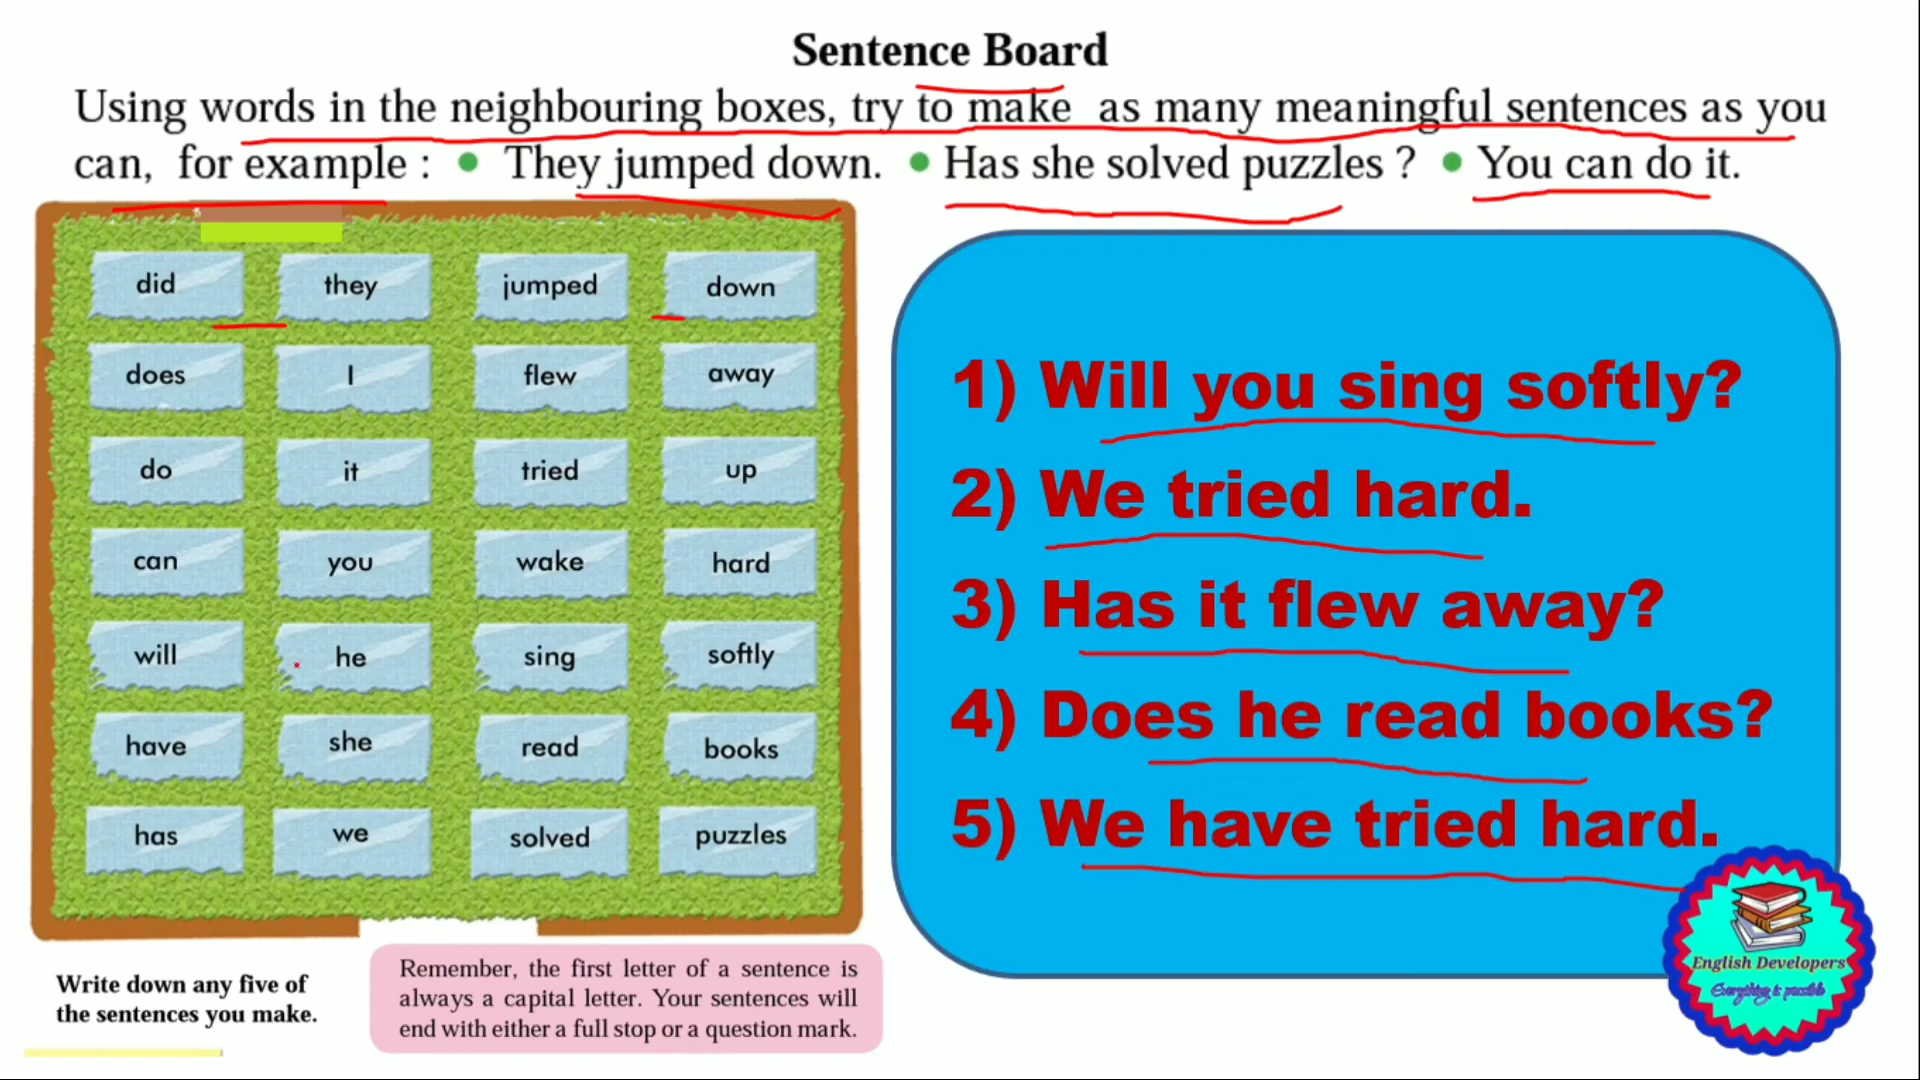 Sentence Board
Using words in the neighbouring boxes, try to make as many meaningful sentences as you
can, for example : • They jumped down. • Has she solved puzzles ? • You can do it.
did they jumped down
does I flew away
do it tried up
can you wake hard
will he sing softly
have she read books
has we solved puzzles
1) Will you sing softly?
2) We tried hard.
3) Has it flew away?
4) Does he read books?
5) We have tried hard.
Write down any five of
the sentences you make.
Remember, the first letter of a sentence is
always a capital letter. Your sentences will
end with either a full stop or a question mark.
English Developers
Everything is possible